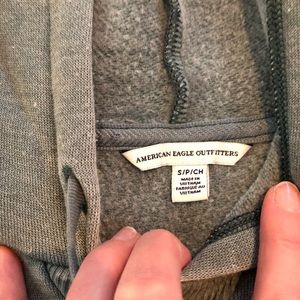 AMERICAN EAGLE OUTFITTERS
S/P/CH
MADE IN
VIETNAM
FABRIQUÉ AU
VIETNAM